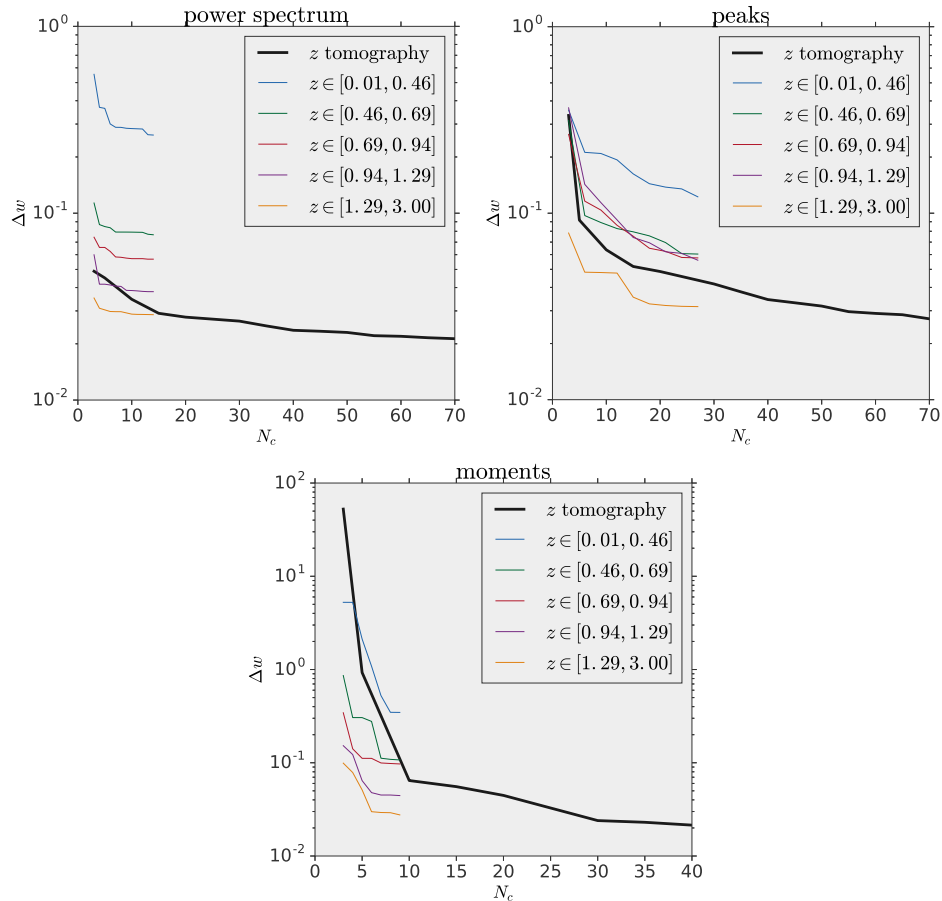 power spectrum
10^0
10^-1
10^-2
Δw
0 10 20 30 40 50 60 70
N_c
z tomography
z ∈ [0.01, 0.46]
z ∈ [0.46, 0.69]
z ∈ [0.69, 0.94]
z ∈ [0.94, 1.29]
z ∈ [1.29, 3.00]
peaks
10^0
10^-1
10^-2
Δw
0 10 20 30 40 50 60 70
N_c
z tomography
z ∈ [0.01, 0.46]
z ∈ [0.46, 0.69]
z ∈ [0.69, 0.94]
z ∈ [0.94, 1.29]
z ∈ [1.29, 3.00]
moments
10^2
10^1
10^0
10^-1
10^-2
Δw
0 5 10 15 20 25 30 35 40
N_c
z tomography
z ∈ [0.01, 0.46]
z ∈ [0.46, 0.69]
z ∈ [0.69, 0.94]
z ∈ [0.94, 1.29]
z ∈ [1.29, 3.00]